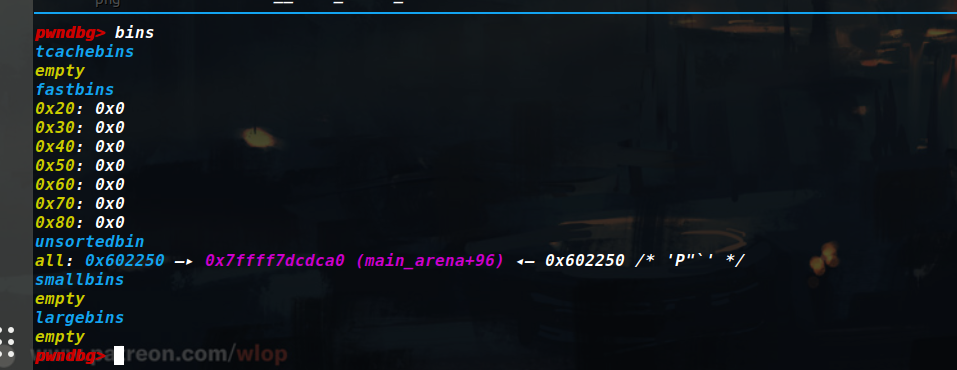 png
pwndbg> bins
tcachebins
empty
fastbins
0x20: 0x0
0x30: 0x0
0x40: 0x0
0x50: 0x0
0x60: 0x0
0x70: 0x0
0x80: 0x0
unsortedbin
all: 0x602250 —▸ 0x7ffff7dcdca0 (main_arena+96) ◂— 0x602250 /* 'P"`' */
smallbins
empty
largebins
empty
pwndbg>
www.patreon.com/wlop